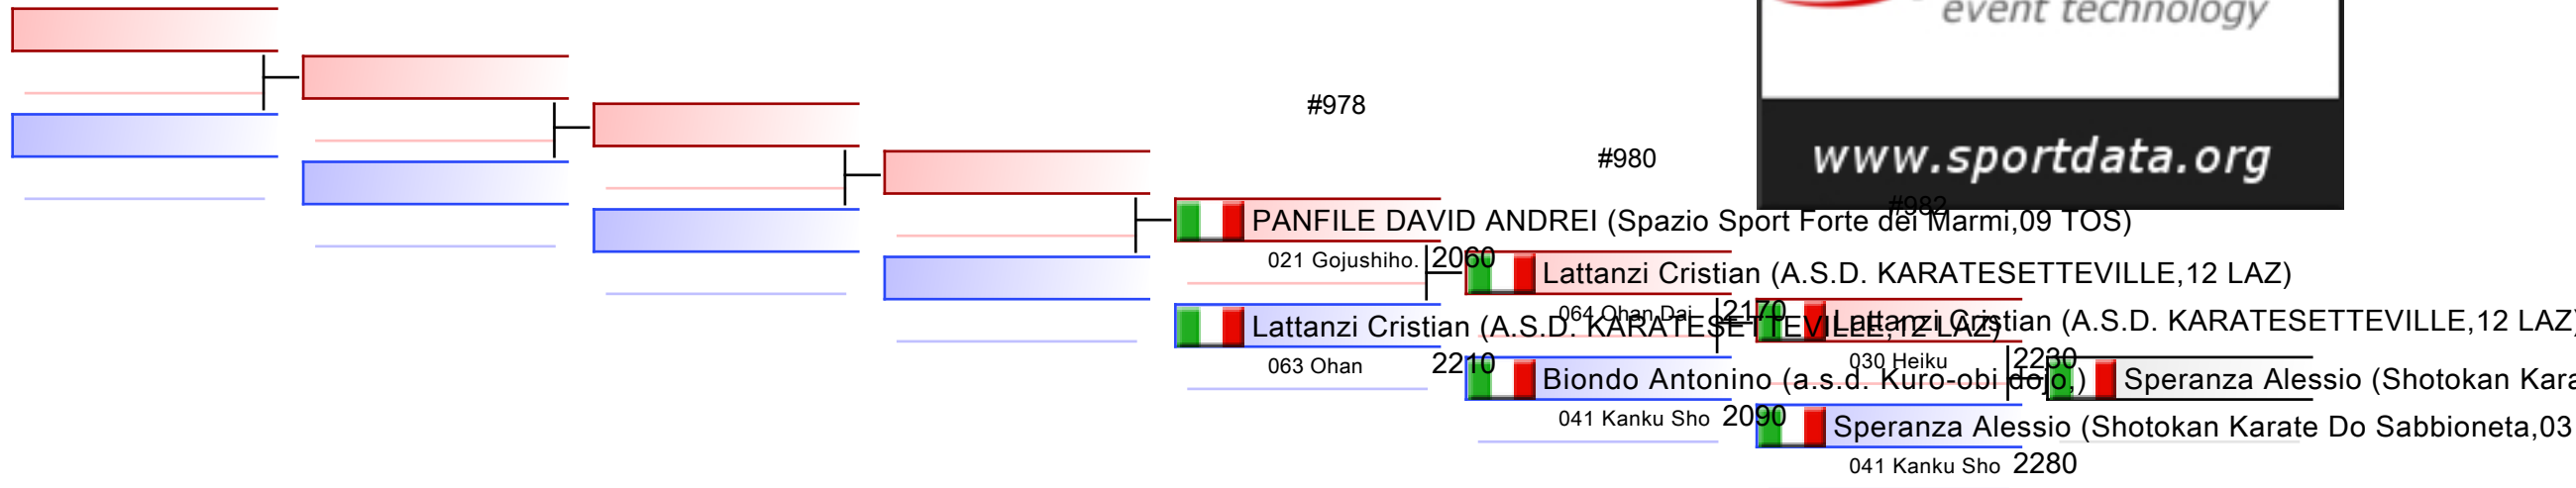 event technology
#978
#980
www.sportdata.org
#982
PANFILE DAVID ANDREI (Spazio Sport Forte dei Marmi,09 TOS)
021 Gojushiho. 2060
Lattanzi Cristian (A.S.D. KARATESETTEVILLE,12 LAZ)
064 Ohan Dai 2170
Lattanzi Cristian (A.S.D. KARATESETTEVILLE,12 LAZ)
Lattanzi Cristian (A.S.D. KARATESETTEVILLE,12 LAZ)
063 Ohan 2210
030 Heiku 2230
Biondo Antonino (a.s.d. Kuro-obi dojo,)
Speranza Alessio (Shotokan Kara
041 Kanku Sho 2090
Speranza Alessio (Shotokan Karate Do Sabbioneta,03
041 Kanku Sho 2280